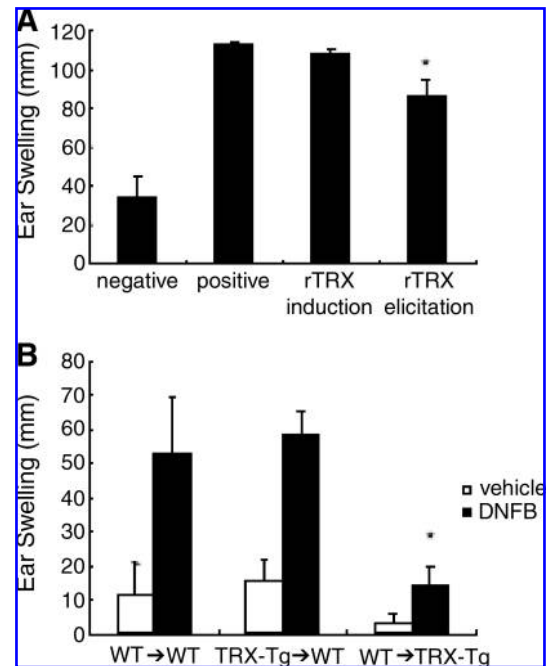 A
Ear Swelling (mm)
120
100
80
60
40
20
0
*
negative positive rTRX induction rTRX elicitation
B
Ear Swelling (mm)
80
70
60
50
40
30
20
10
0
*
*
vehicle
DNFB
WT→WT TRX-Tg→WT WT→TRX-Tg